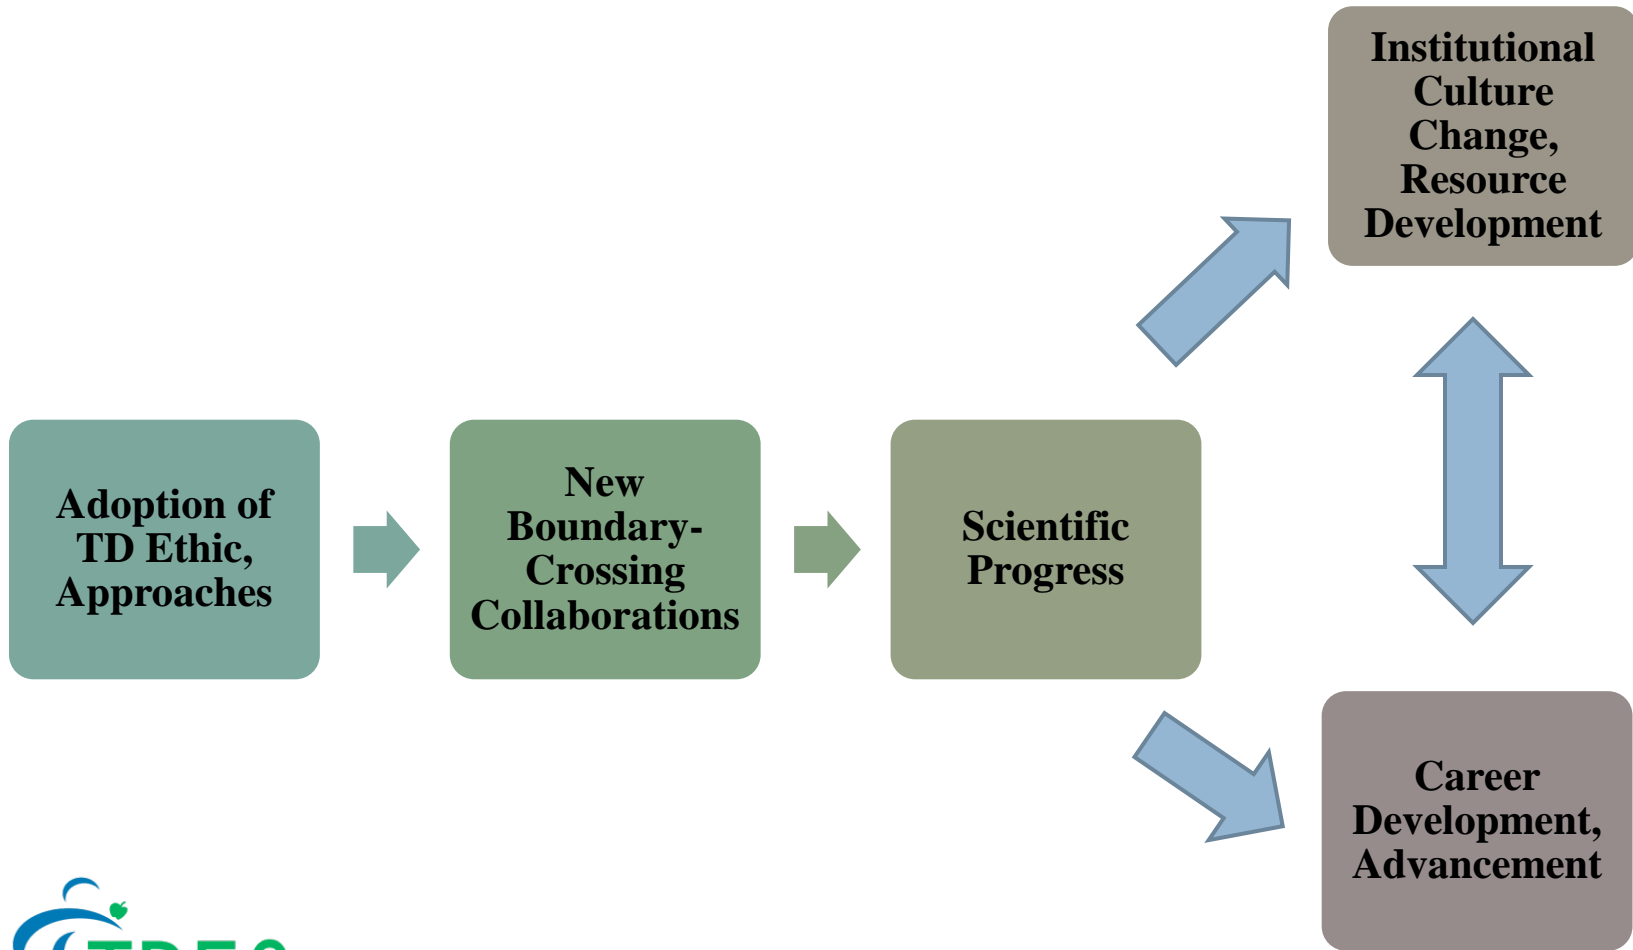 Institutional
Culture
Change,
Resource
Development
Adoption of
TD Ethic,
Approaches
New
Boundary-
Crossing
Collaborations
Scientific
Progress
Career
Development,
Advancement